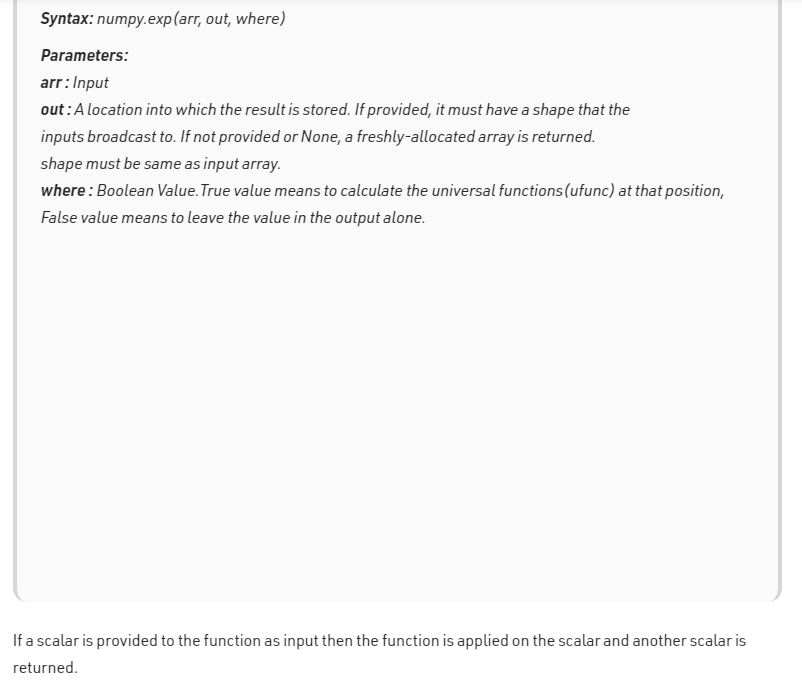 Syntax: numpy.exp(arr, out, where)
Parameters:
arr : Input
out : A location into which the result is stored. If provided, it must have a shape that the
inputs broadcast to. If not provided or None, a freshly-allocated array is returned.
shape must be same as input array.
where : Boolean Value.True value means to calculate the universal functions(ufunc) at that position,
False value means to leave the value in the output alone.
If a scalar is provided to the function as input then the function is applied on the scalar and another scalar is
returned.